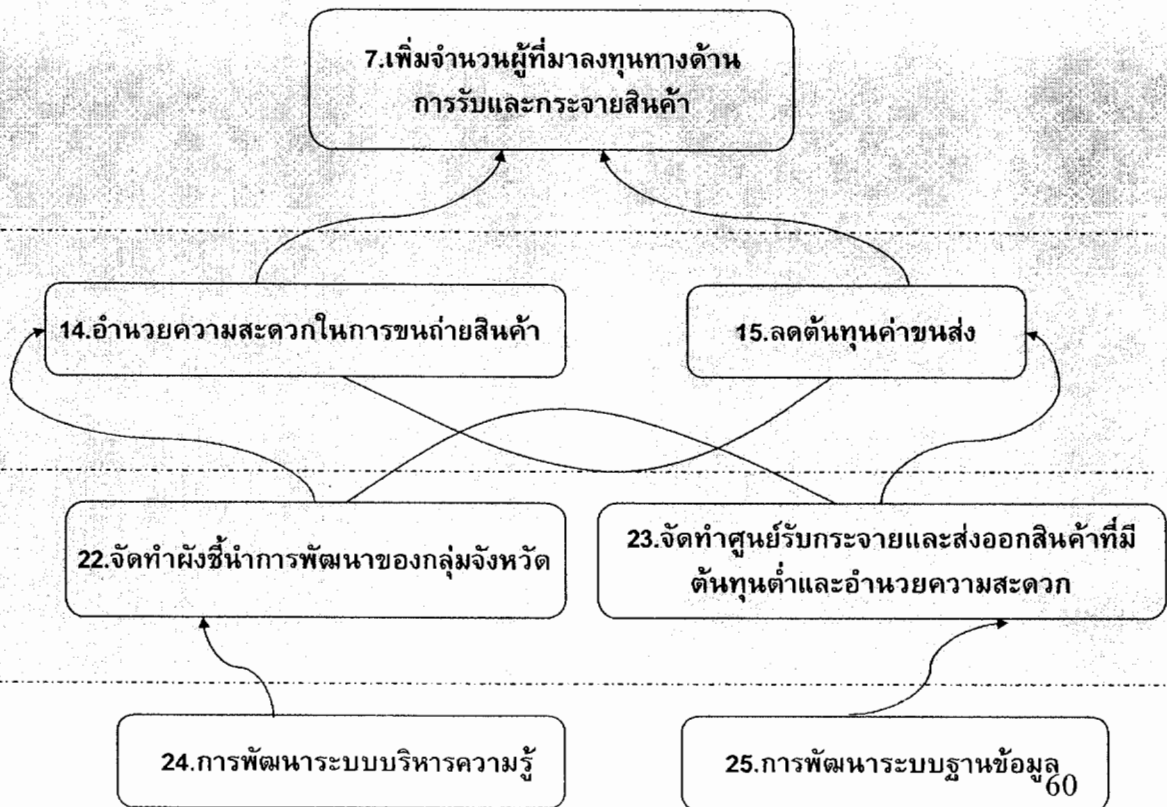 7.เพิ่มจำนวนผู้ที่มาลงทุนทางด้าน
การรับและกระจายสินค้า
14.อำนวยความสะดวกในการขนถ่ายสินค้า
15.ลดต้นทุนค่าขนส่ง
22.จัดทำผังชี้นำการพัฒนาของกลุ่มจังหวัด
23.จัดทำศูนย์รับกระจายและส่งออกสินค้าที่มี
ต้นทุนต่ำและอำนวยความสะดวก
24.การพัฒนาระบบบริหารความรู้
25.การพัฒนาระบบฐานข้อมูล
60